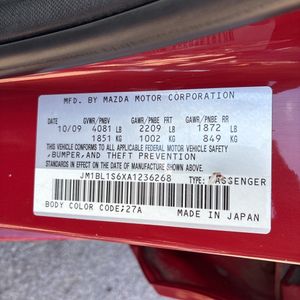 MFD. BY MAZDA MOTOR CORPORATION
DATE GVWR/PNBV GAWR/PNBE FRT GAWR/PNBE RR
10/09 4081 LB 2209 LB 1872 LB
1851 KG 1002 KG 849 KG
THIS VEHICLE CONFORMS TO ALL APPLICABLE FEDERAL MOTOR VEHICLE SAFETY
,BUMPER, AND THEFT PREVENTION
STANDARDS IN EFFECT ON THE DATE OF MANUFACTURE SHOWN ABOVE.
JM1BL1S6XA1236268 TYPE: PASSENGER
BODY COLOR CODE:27A
MADE IN JAPAN